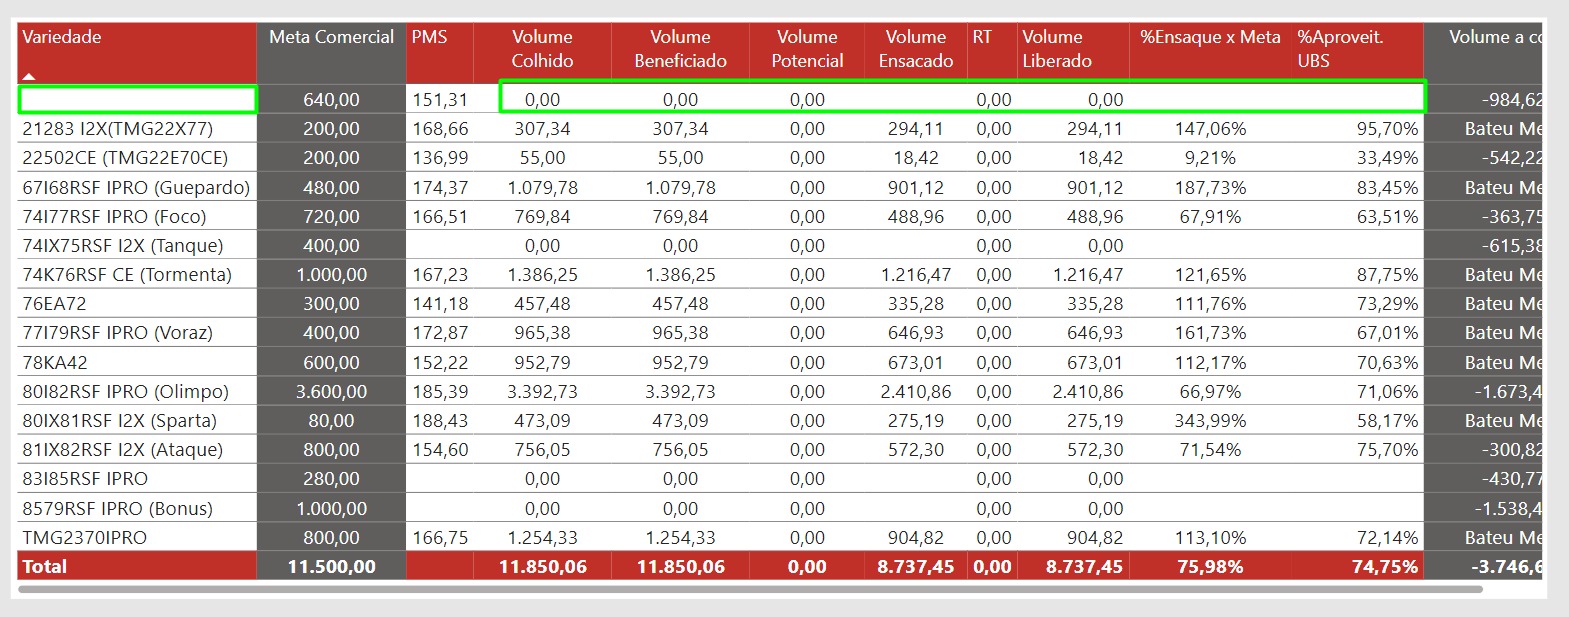 Variedade Meta Comercial PMS Volume Colhido Volume Beneficiado Volume Potencial Volume Ensacado RT Volume Liberado %Ensaque x Meta %Aproveit. UBS Volume a co
640,00 151,31 0,00 0,00 0,00 0,00 0,00 -984,62
21283 I2X(TMG22X77) 200,00 168,66 307,34 307,34 0,00 294,11 0,00 294,11 147,06% 95,70% Bateu Me
22502CE (TMG22E70CE) 200,00 136,99 55,00 55,00 0,00 18,42 0,00 18,42 9,21% 33,49% -542,22
67I68RSF IPRO (Guepardo) 480,00 174,37 1.079,78 1.079,78 0,00 901,12 0,00 901,12 187,73% 83,45% Bateu Me
74I77RSF IPRO (Foco) 720,00 166,51 769,84 769,84 0,00 488,96 0,00 488,96 67,91% 63,51% -363,75
74IX75RSF I2X (Tanque) 400,00 0,00 0,00 0,00 0,00 0,00 -615,38
74K76RSF CE (Tormenta) 1.000,00 167,23 1.386,25 1.386,25 0,00 1.216,47 0,00 1.216,47 121,65% 87,75% Bateu Me
76EA72 300,00 141,18 457,48 457,48 0,00 335,28 0,00 335,28 111,76% 73,29% Bateu Me
77I79RSF IPRO (Voraz) 400,00 172,87 965,38 965,38 0,00 646,93 0,00 646,93 161,73% 67,01% Bateu Me
78KA42 600,00 152,22 952,79 952,79 0,00 673,01 0,00 673,01 112,17% 70,63% Bateu Me
80I82RSF IPRO (Olimpo) 3.600,00 185,39 3.392,73 3.392,73 0,00 2.410,86 0,00 2.410,86 66,97% 71,06% -1.673,4
80IX81RSF I2X (Sparta) 80,00 188,43 473,09 473,09 0,00 275,19 0,00 275,19 343,99% 58,17% Bateu Me
81IX82RSF I2X (Ataque) 800,00 154,60 756,05 756,05 0,00 572,30 0,00 572,30 71,54% 75,70% -300,82
83I85RSF IPRO 280,00 0,00 0,00 0,00 0,00 0,00 -430,77
8579RSF IPRO (Bonus) 1.000,00 0,00 0,00 0,00 0,00 0,00 -1.538,4
TMG2370IPRO 800,00 166,75 1.254,33 1.254,33 0,00 904,82 0,00 904,82 113,10% 72,14% Bateu Me
Total 11.500,00 11.850,06 11.850,06 0,00 8.737,45 0,00 8.737,45 75,98% 74,75% -3.746,6